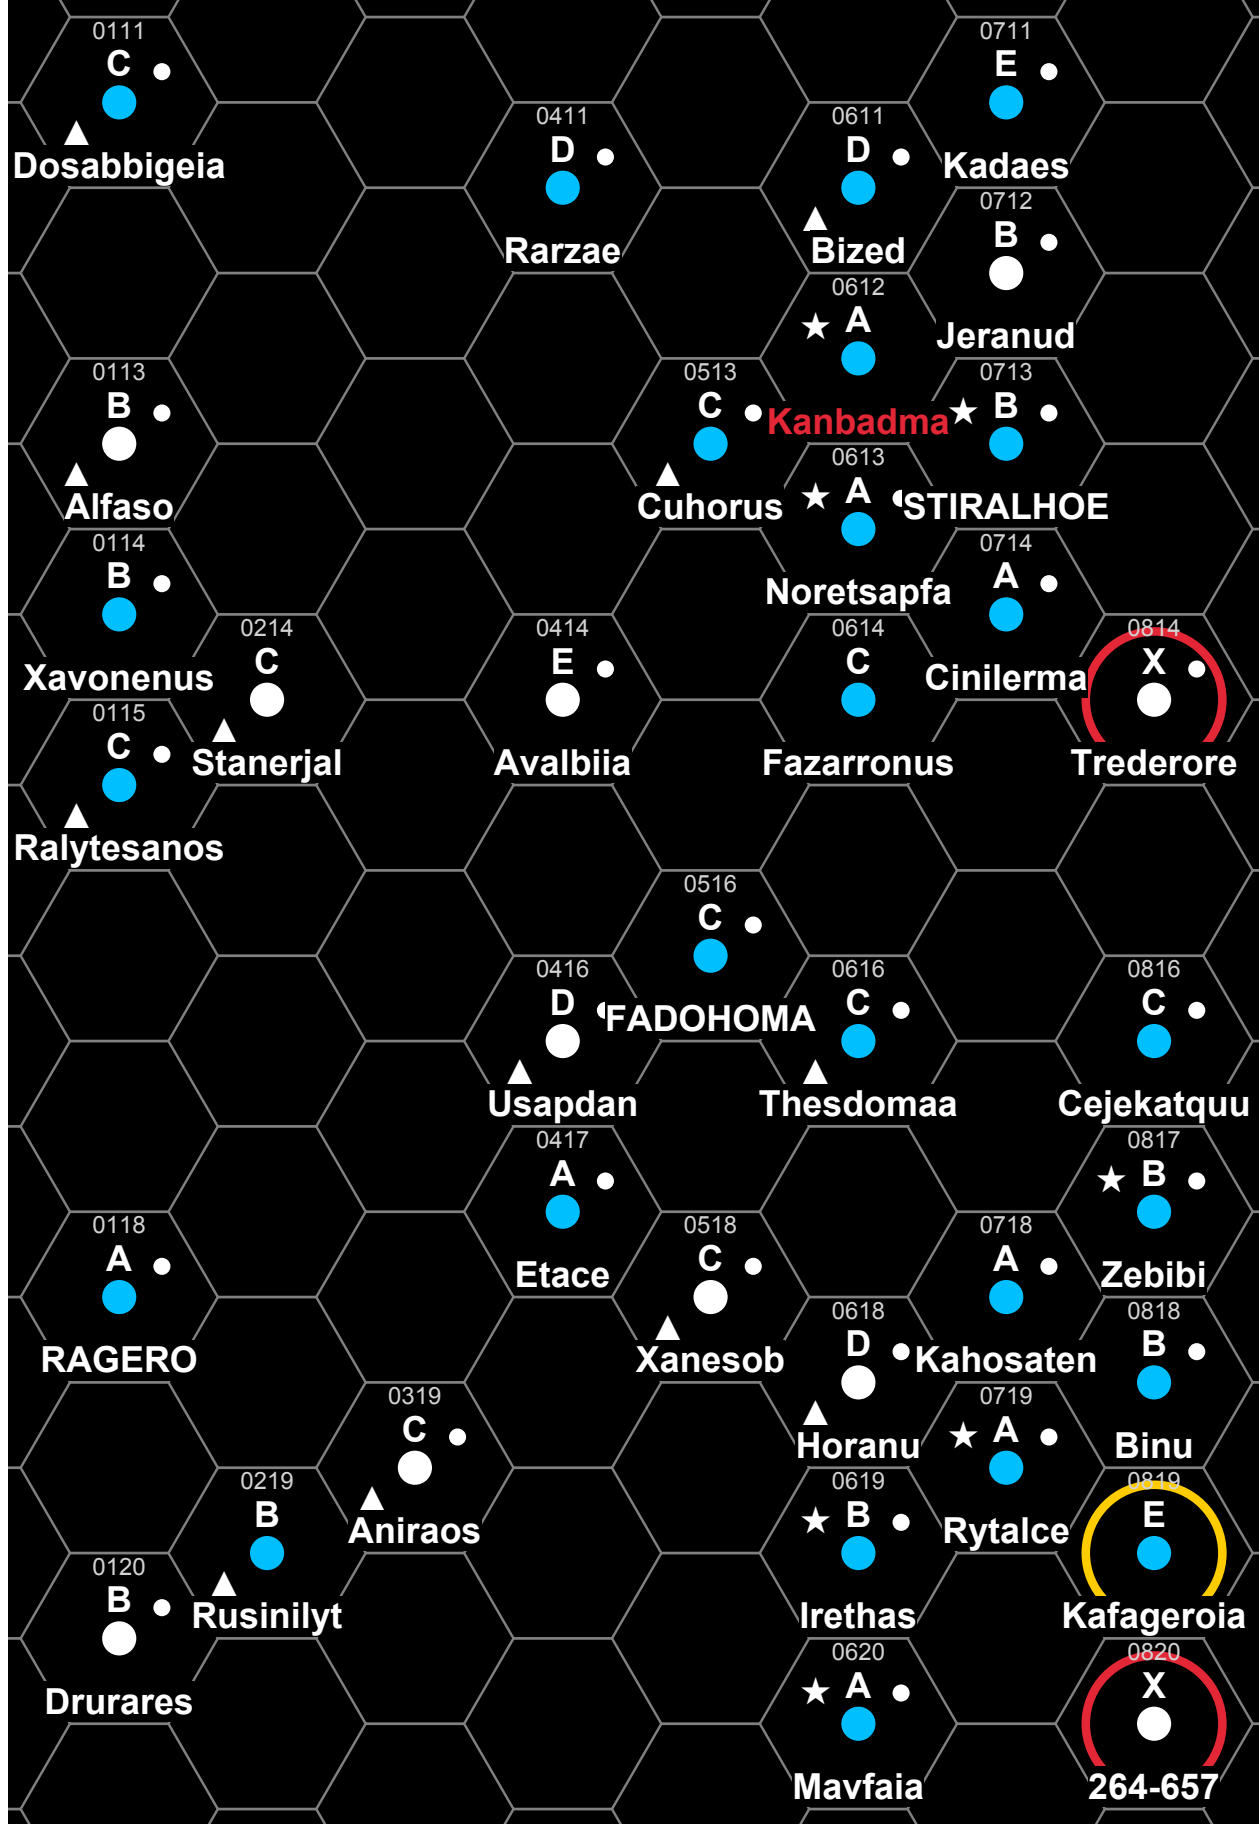 0111
C
Dosabbigeia
0711
E
Kadaes
0411
D
Rarzae
0611
D
Bized
0712
B
Jeranud
0612
A
Kanbadma
0113
B
Alfaso
0513
C
Cuhorus
0713
B
STIRALHOE
0613
A
Noretsapfa
0114
B
Xavonenus
0714
A
Cinilerma
0214
C
Stanerjal
0414
E
Avalbiia
0614
C
Fazarronus
0814
X
Trederore
0115
C
Ralytesanos
0516
C
FADOHOMA
0416
D
Usapdan
0616
C
Thesdomaa
0816
C
Cejekatquu
0417
A
Etace
0817
B
Zebibi
0118
A
RAGERO
0518
C
Xanesob
0718
A
Kahosaten
0618
D
Horanu
0818
B
Binu
0319
C
Aniraos
0719
A
Rytalce
0219
B
Rusinilyt
0619
B
Irethas
0819
E
Kafageroia
0120
B
Drurares
0620
A
Mavfaia
0820
X
264-657